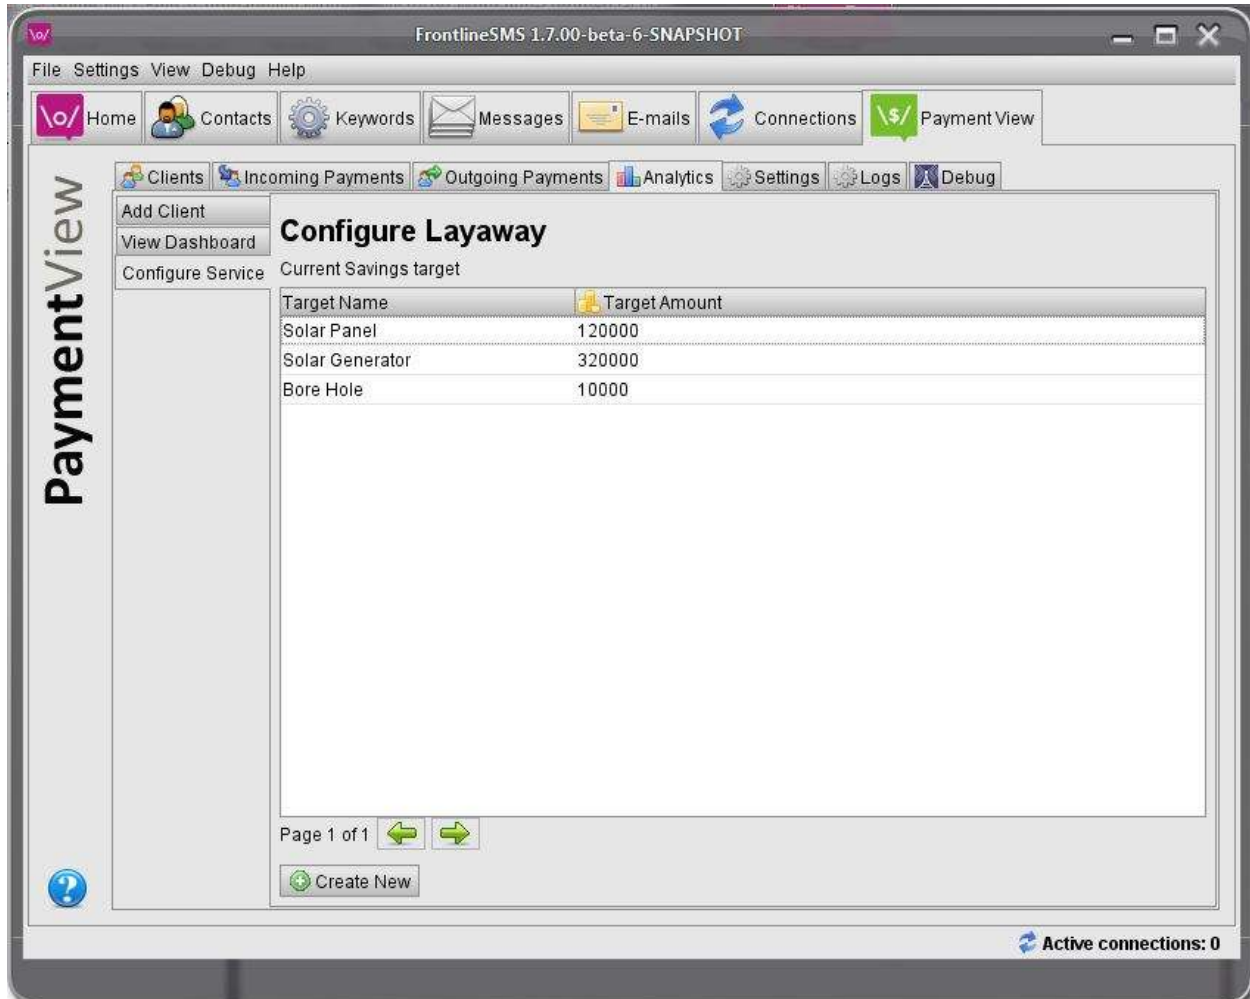 \o/ FrontlineSMS 1.7.00-beta-6-SNAPSHOT
File Settings View Debug Help
\o/ Home Contacts Keywords Messages E-mails Connections \$/ Payment View
Clients Incoming Payments Outgoing Payments Analytics Settings Logs Debug
PaymentView
Add Client
View Dashboard
Configure Service
Configure Layaway
Current Savings target
Target Name Target Amount
Solar Panel 120000
Solar Generator 320000
Bore Hole 10000
Page 1 of 1
Create New
?
Active connections: 0